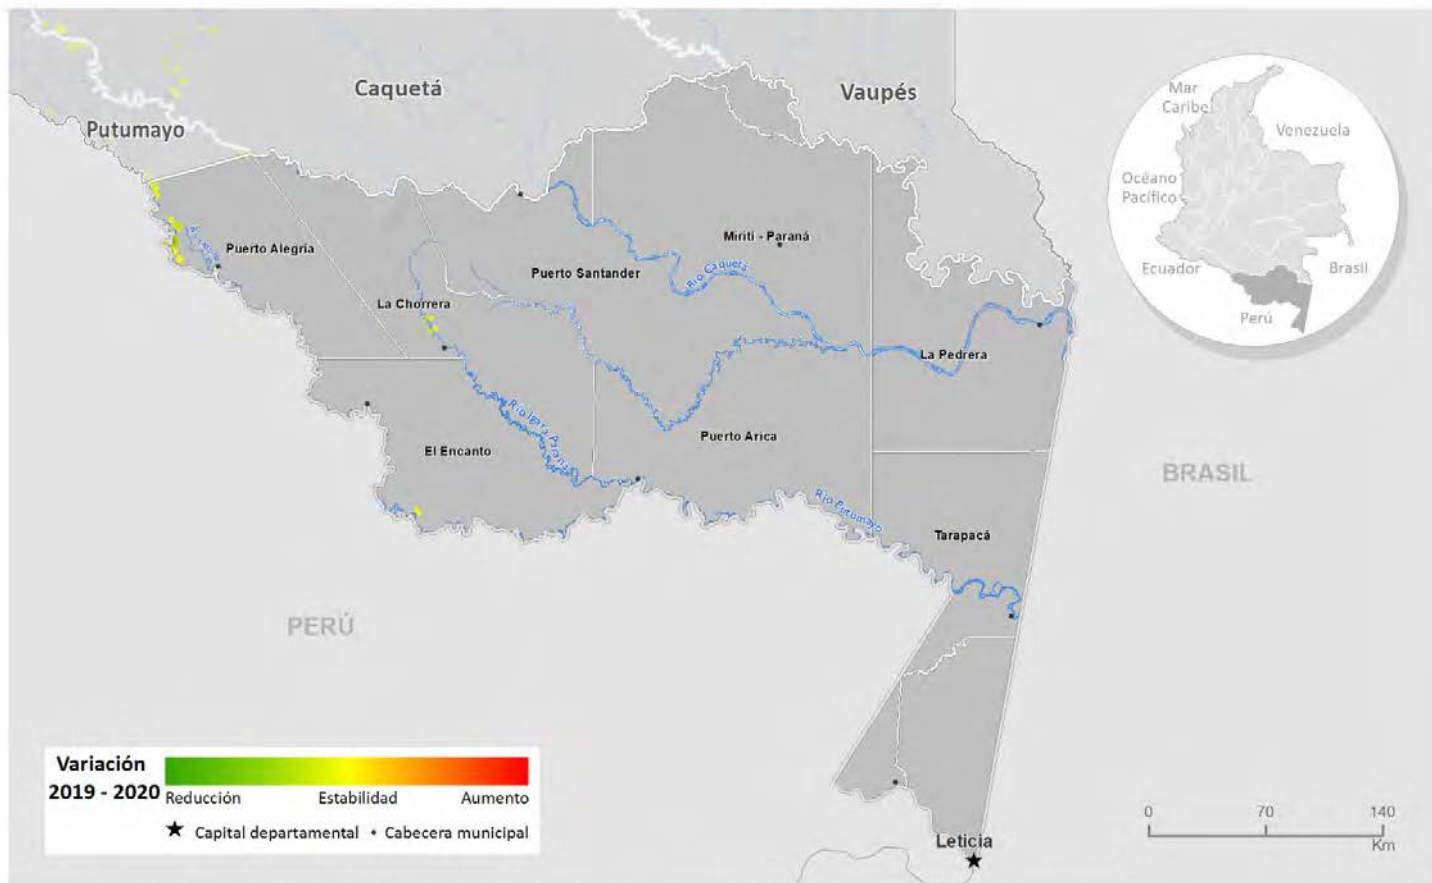 Caquetá
Vaupés
Putumayo
Mar
Caribe
Venezuela
Océano
Pacífico
Ecuador
Brasil
Perú
Puerto Alegría
Miriti - Paraná
Puerto Santander
Río Caquetá
La Chorrera
La Pedrera
Río Igara Paraná
Puerto Arica
El Encanto
BRASIL
Río Putumayo
Tarapacá
PERÚ
Variación
2019 - 2020
Reducción Estabilidad Aumento
Capital departamental Cabecera municipal
Leticia
0 70 140
Km